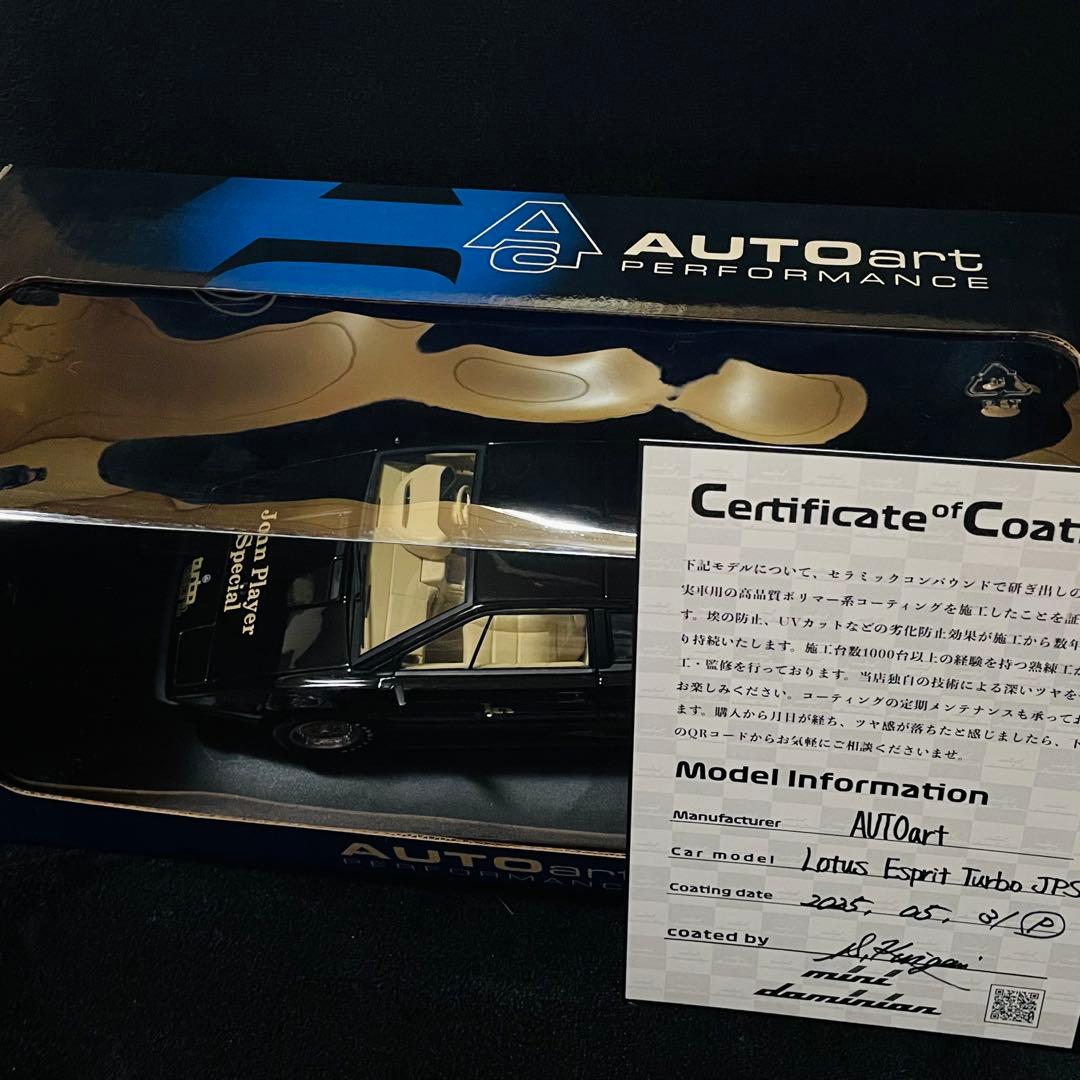 AUTOart
PERFORMANCE
John Player
Special
turbo
Certificate of Coati
下記モデルについて、セラミックコンパウンドで研ぎ出しの
実車用の高品質ポリマー系コーティングを施工したことを証
す。埃の防止、UVカットなどの劣化防止効果が施工から数年
り持続いたします。施工台数1000台以上の経験を持つ熟練工が
工・監修を行っております。当店独自の技術による深いツヤを
お楽しみください。コーティングの定期メンテナンスも承ってお
ます。購入から月日が経ち、ツヤ感が落ちたと感じましたら、下
のQRコードからお気軽にご相談くださいませ。
Model Information
Manufacturer AUTOart
Car model Lotus Esprit Turbo JPS
Coating date 2025. 05. 31 P
coated by
mini
dominian
AUTOart
PERFORMANC